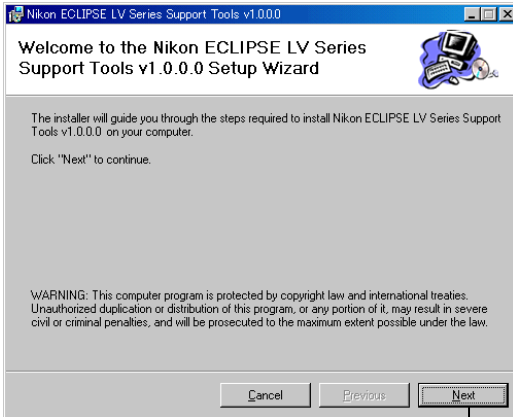 Nikon ECLIPSE LV Series Support Tools v1.0.0.0
Welcome to the Nikon ECLIPSE LV Series
Support Tools v1.0.0.0 Setup Wizard
The installer will guide you through the steps required to install Nikon ECLIPSE LV Series Support
Tools v1.0.0.0 on your computer.
Click "Next" to continue.
WARNING: This computer program is protected by copyright law and international treaties.
Unauthorized duplication or distribution of this program, or any portion of it, may result in severe
civil or criminal penalties, and will be prosecuted to the maximum extent possible under the law.
Cancel
Previous
Next